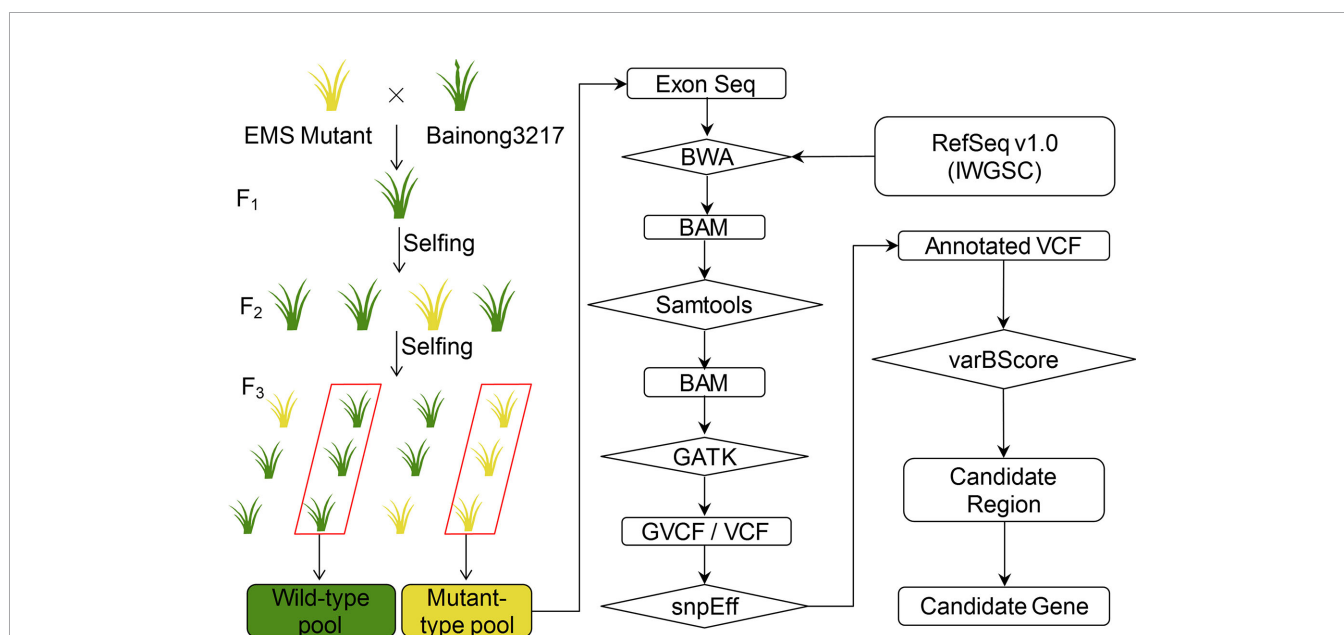 EMS Mutant
×
Bainong3217
F1
Selfing
F2
Selfing
F3
Wild-type
pool
Mutant-
type pool
Exon Seq
BWA
RefSeq v1.0
(IWGSC)
BAM
Samtools
BAM
GATK
GVCF / VCF
snpEff
Annotated VCF
varBScore
Candidate
Region
Candidate Gene